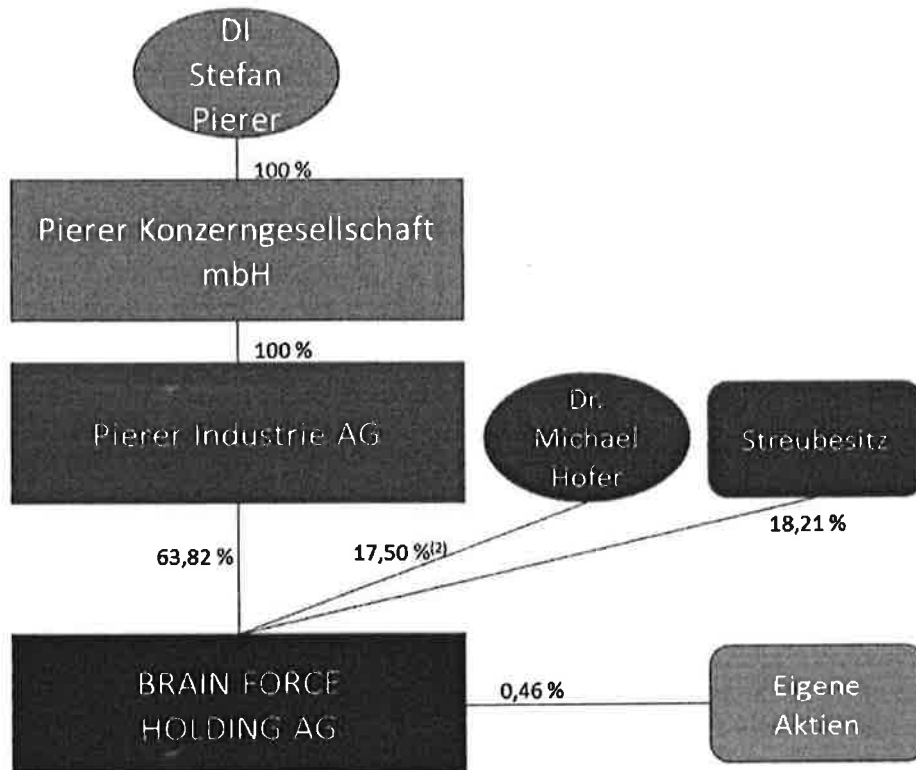 DI
Stefan
Pierer
100 %
Pierer Konzerngesellschaft
mbH
100 %
Pierer Industrie AG
Dr.
Michael
Hofer
Streubesitz
63,82 %
17,50 %(2)
18,21 %
BRAIN FORCE
HOLDING AG
0,46 %
Eigene
Aktien